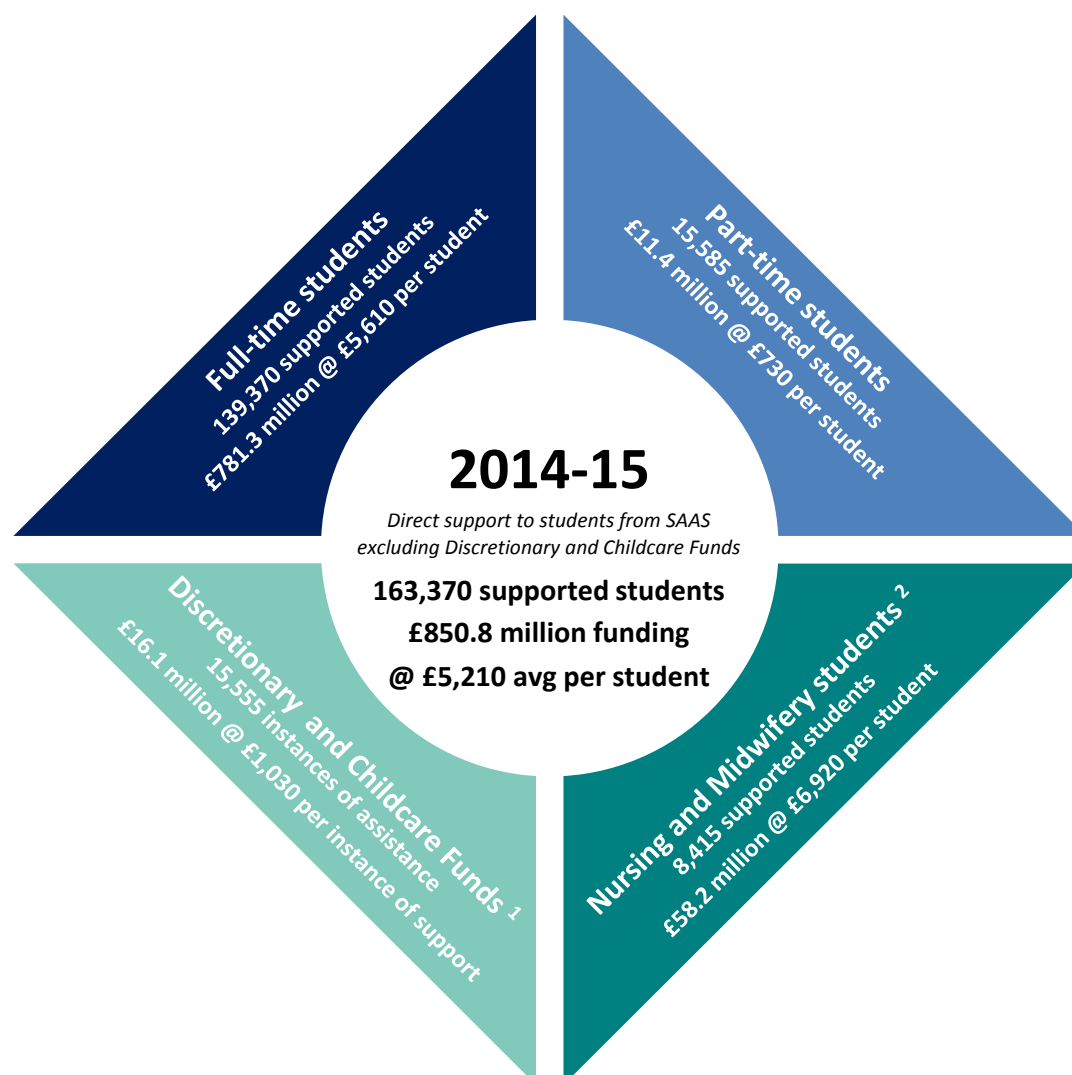 Full-time students
139,370 supported students
£781.3 million @ £5,610 per student
Part-time students
15,585 supported students
£11.4 million @ £730 per student
2014-15
Direct support to students from SAAS
excluding Discretionary and Childcare Funds
163,370 supported students
£850.8 million funding
@ £5,210 avg per student
Discretionary and Childcare Funds 1
15,555 instances of assistance
£16.1 million @ £1,030 per instance of support
Nursing and Midwifery students 2
8,415 supported students
£58.2 million @ £6,920 per student